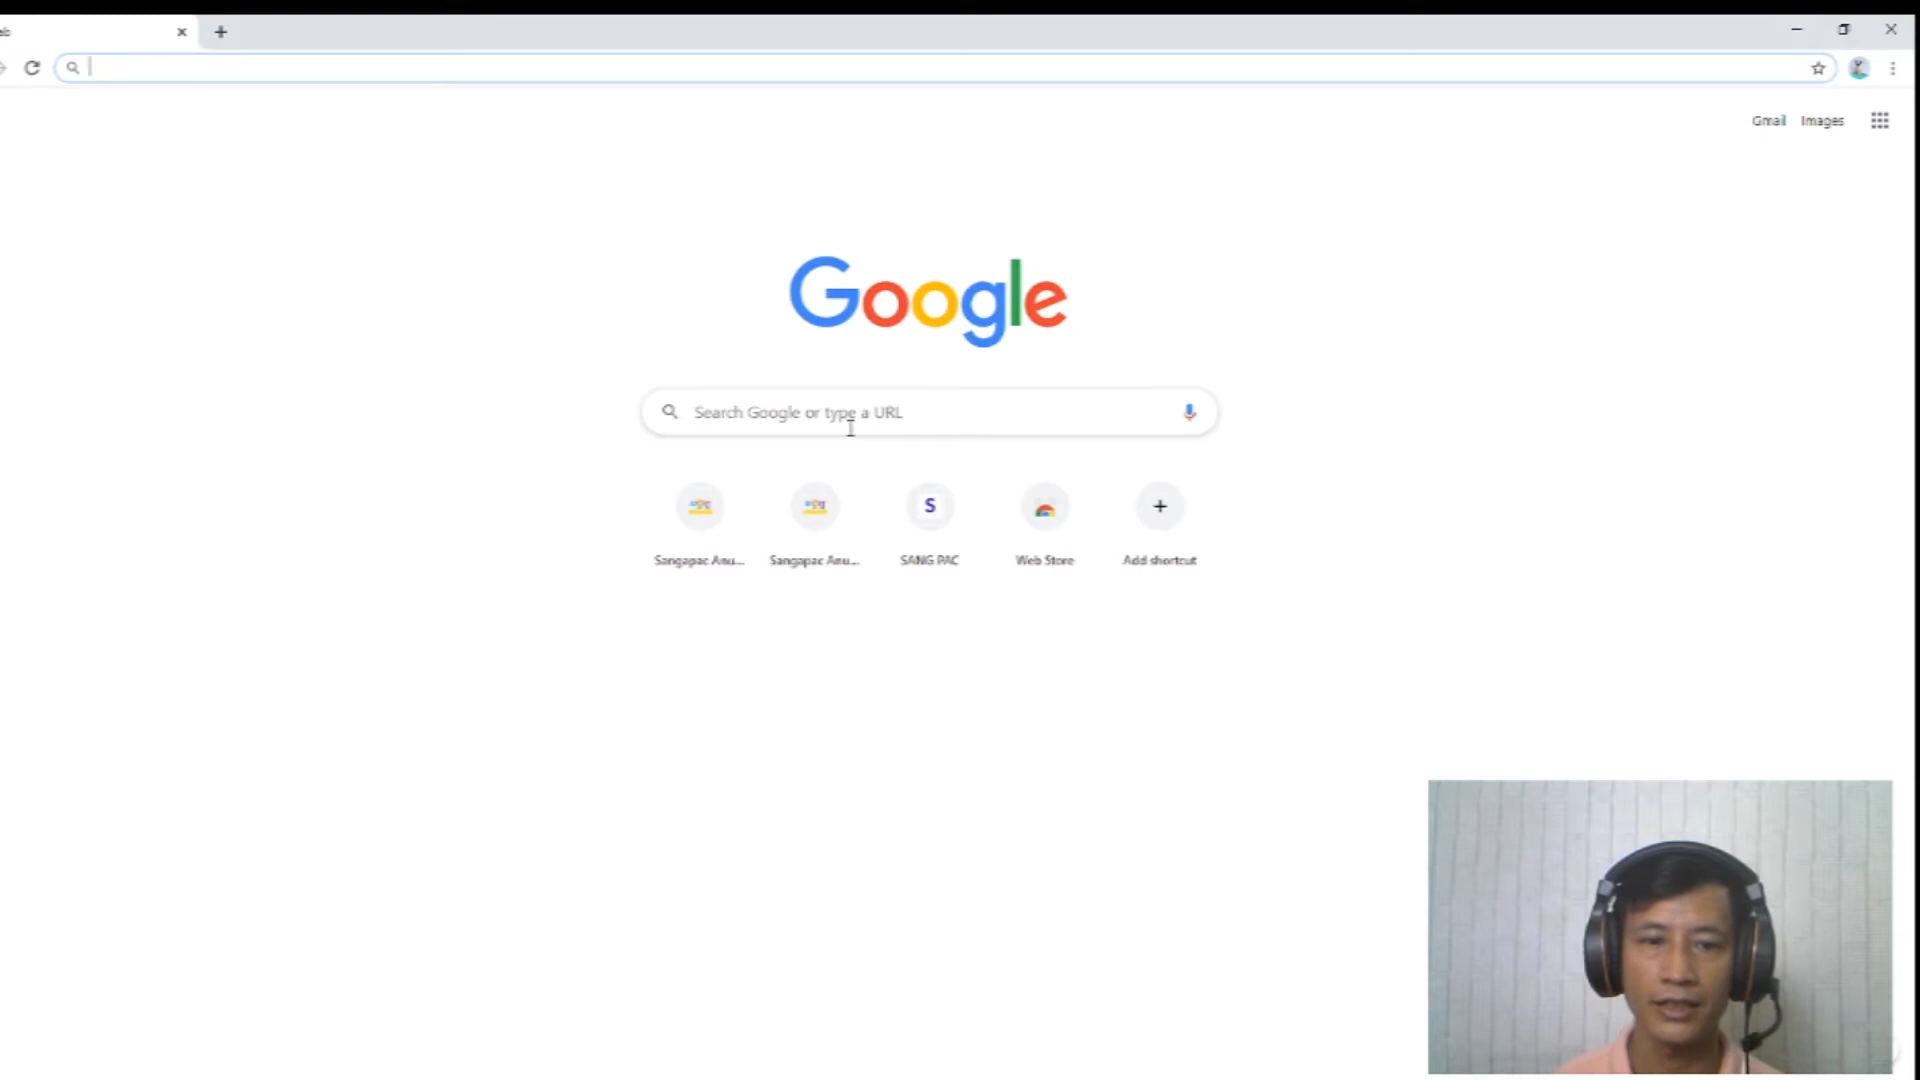 Gmail Images
Google
Search Google or type a URL
S
Sangapac Anu...
Sangapac Anu...
SANG PAC
Web Store
Add shortcut